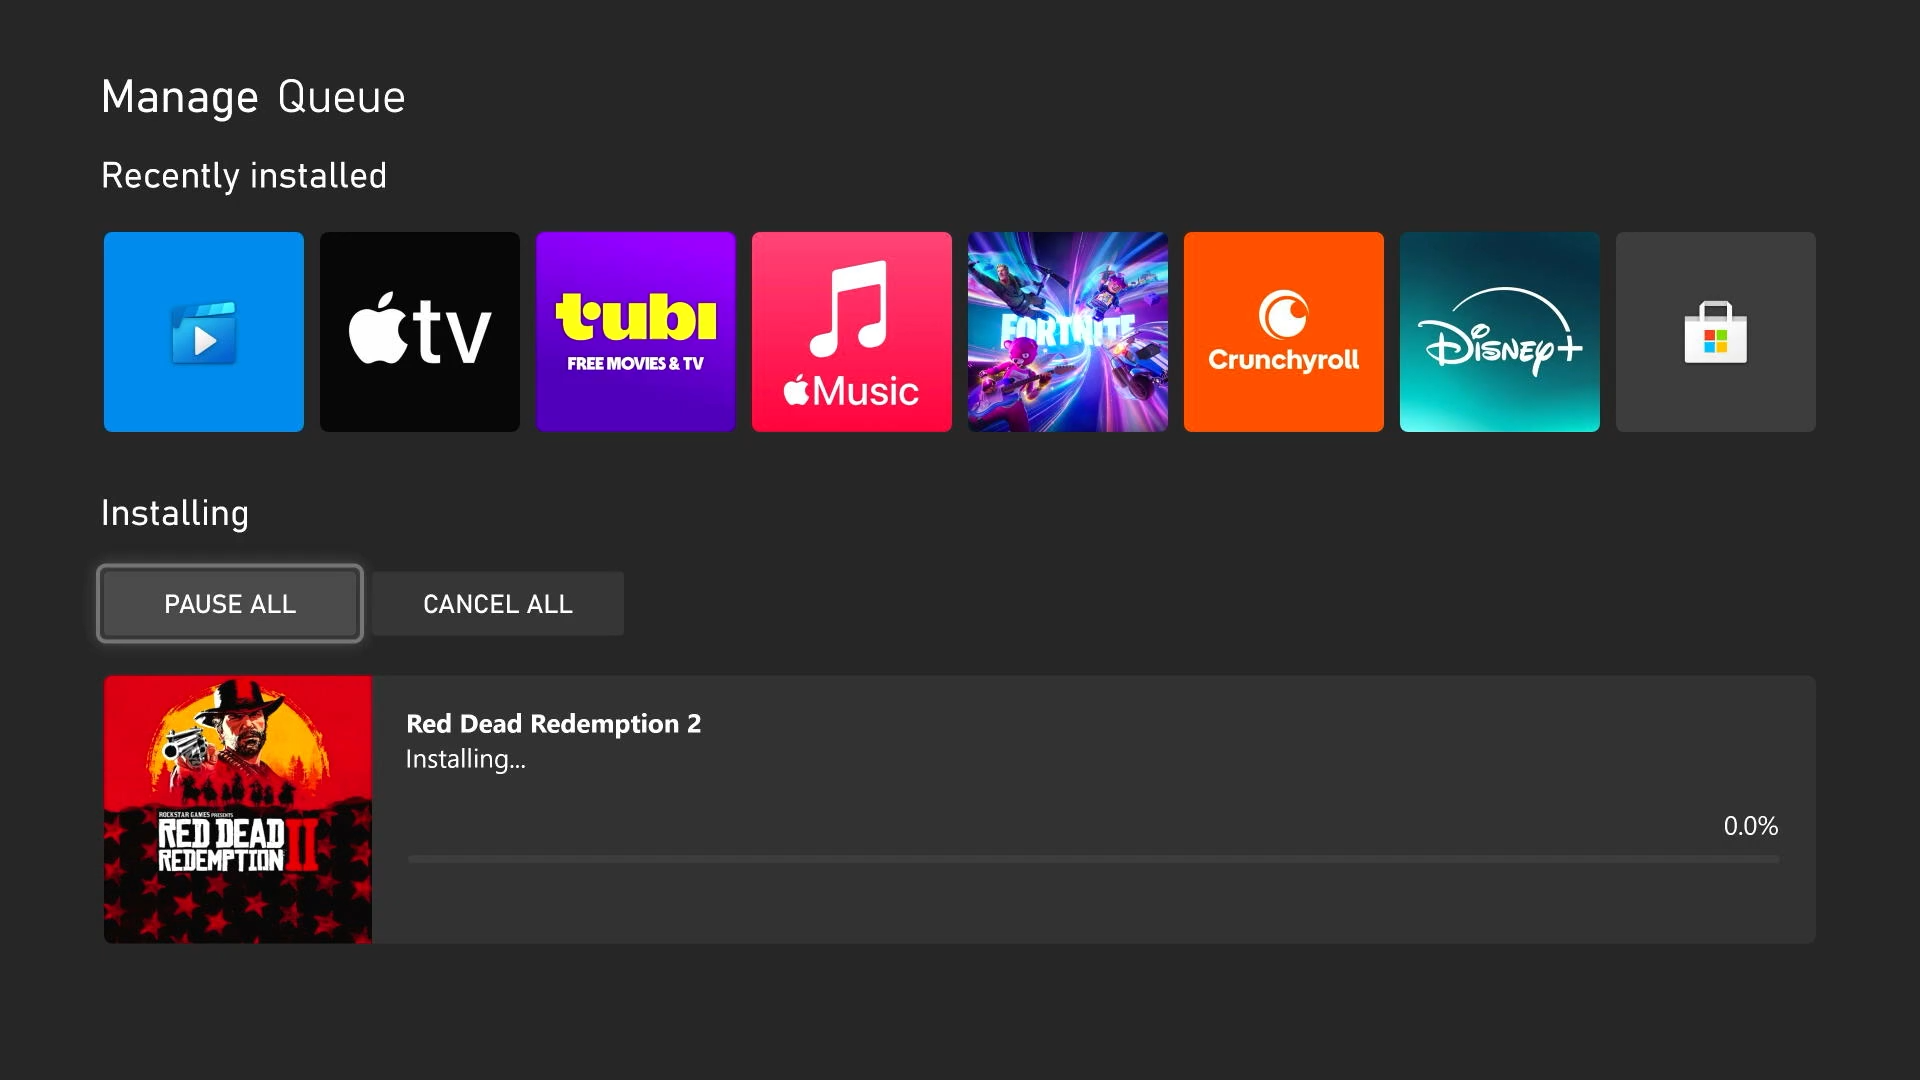 Manage Queue
Recently installed
tv
tubi
FREE MOVIES & TV
Music
FORTNITE
Crunchyroll
Disney+
Installing
PAUSE ALL
CANCEL ALL
Red Dead Redemption 2
Installing...
0.0%
ROCKSTAR GAMES PRESENTS
RED DEAD
REDEMPTION II